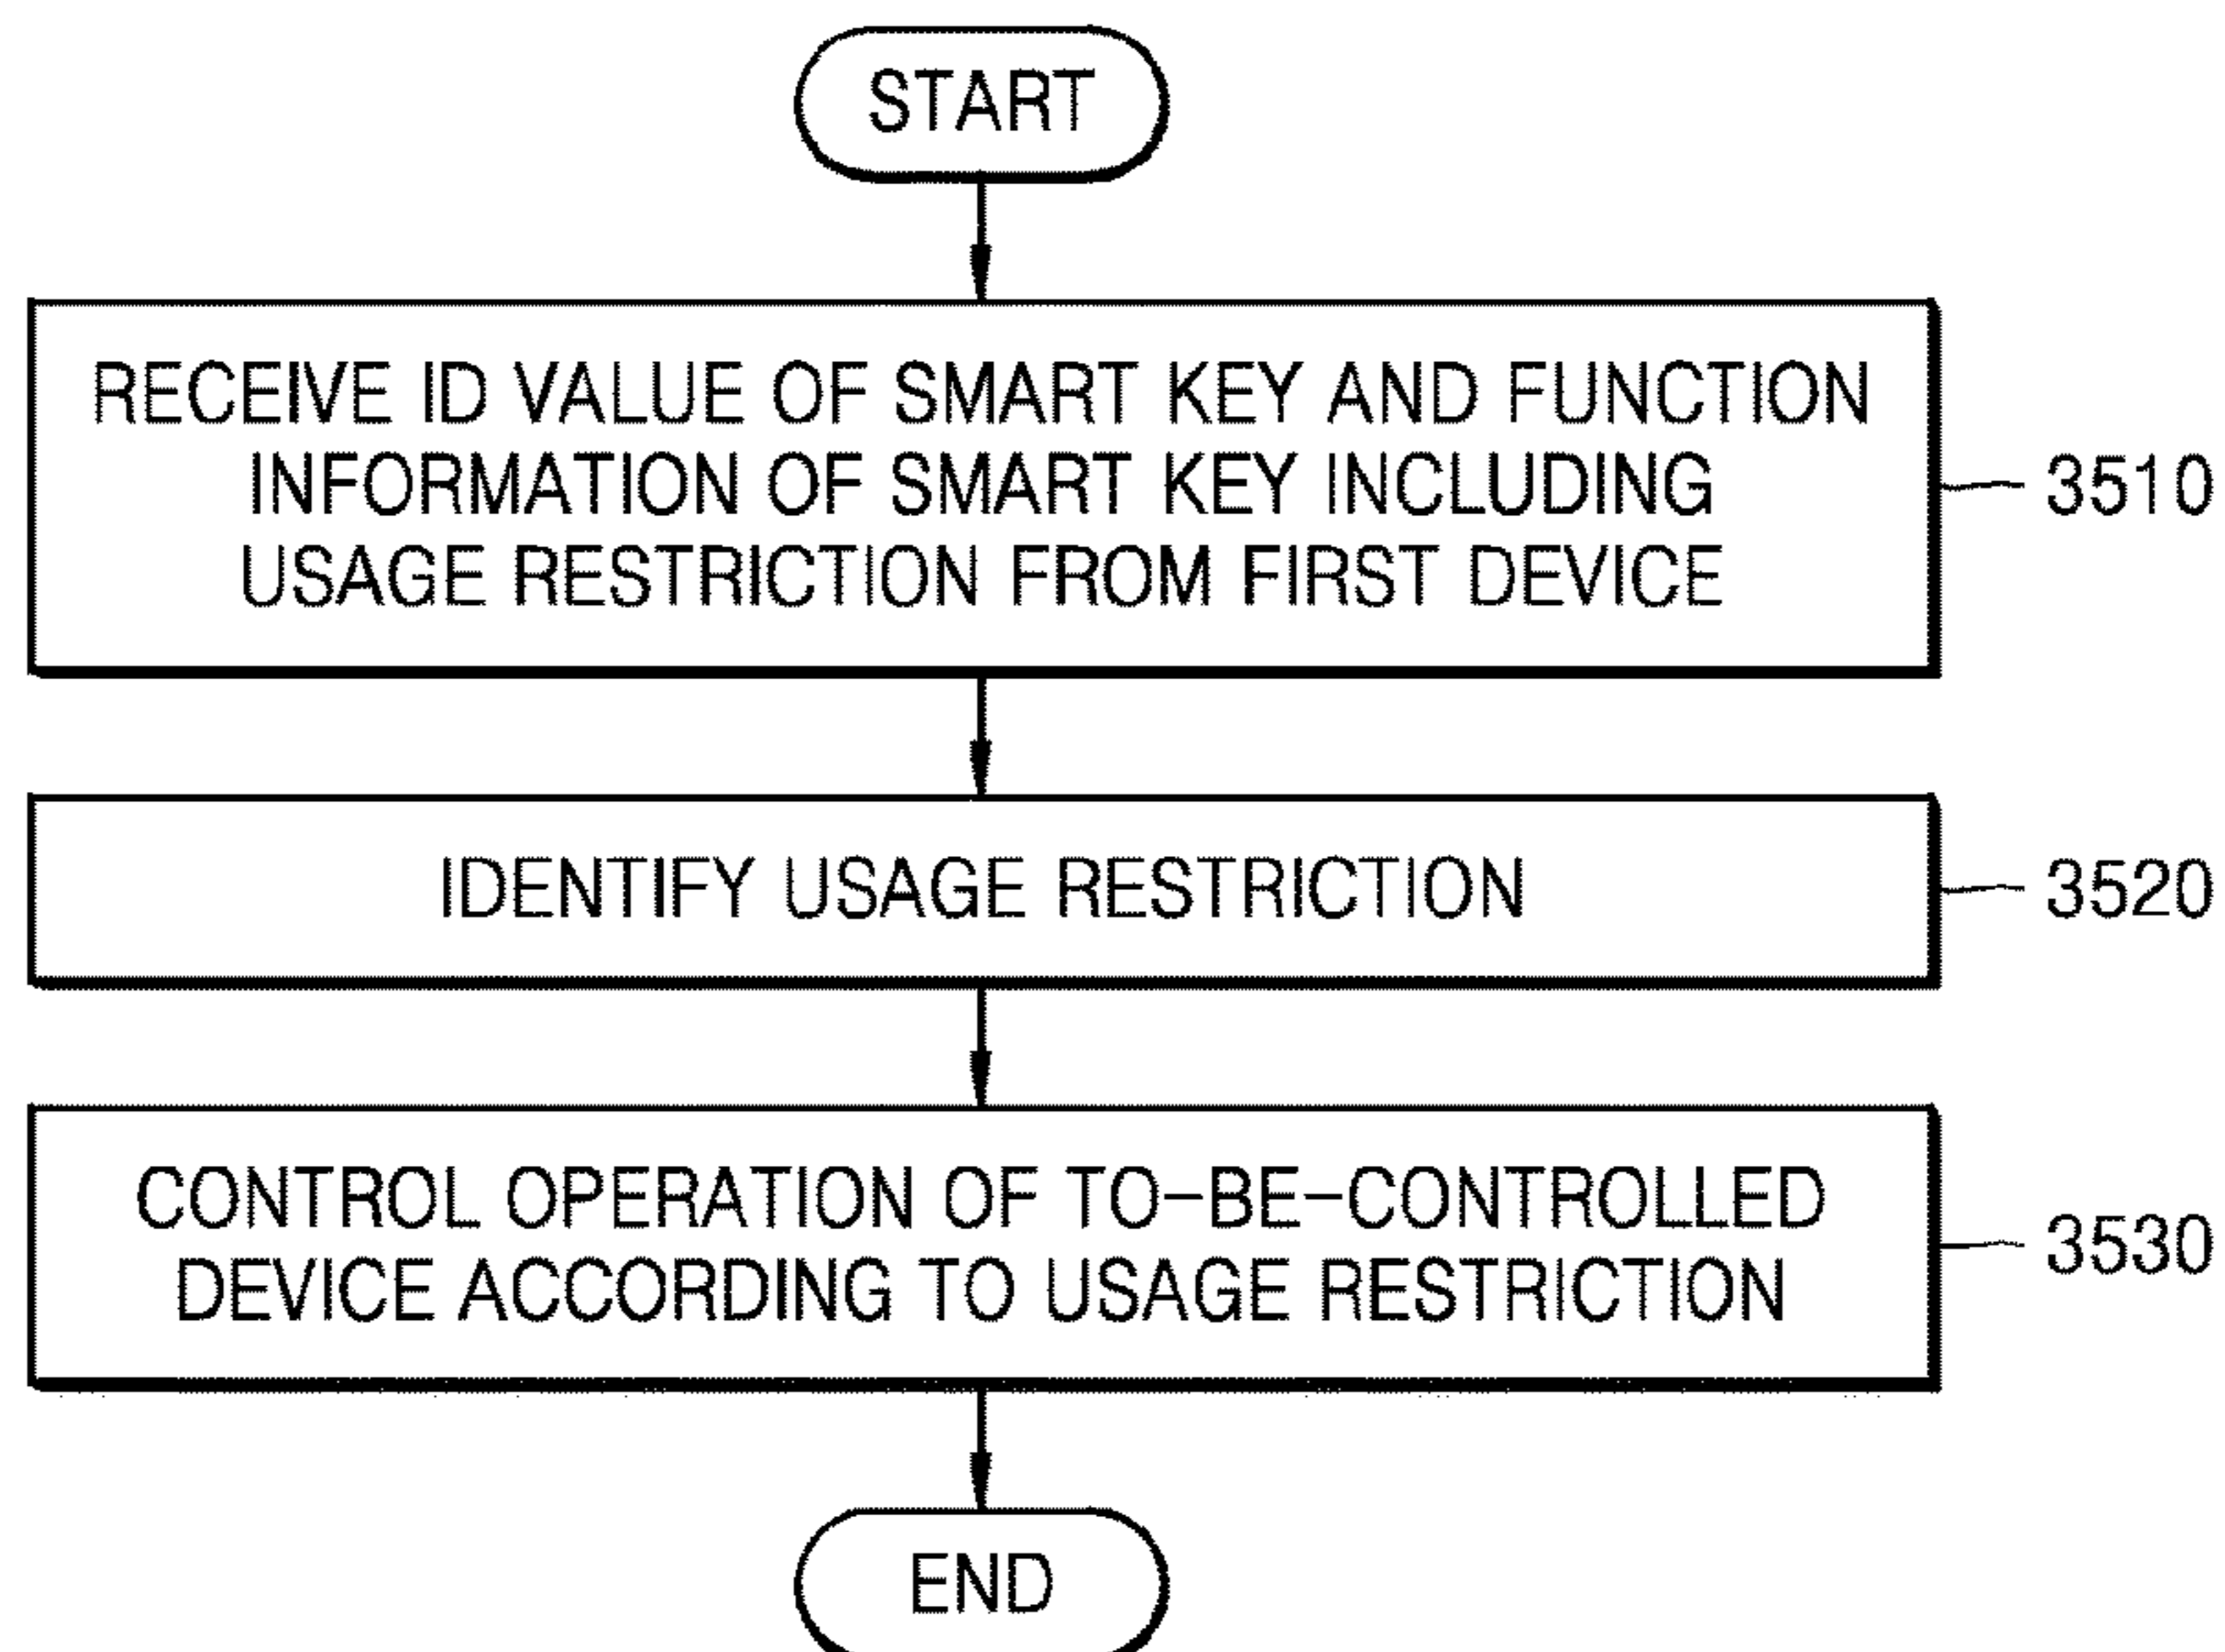 START
RECEIVE ID VALUE OF SMART KEY AND FUNCTION
INFORMATION OF SMART KEY INCLUDING
USAGE RESTRICTION FROM FIRST DEVICE
3510
IDENTIFY USAGE RESTRICTION
3520
CONTROL OPERATION OF TO-BE-CONTROLLED
DEVICE ACCORDING TO USAGE RESTRICTION
3530
END